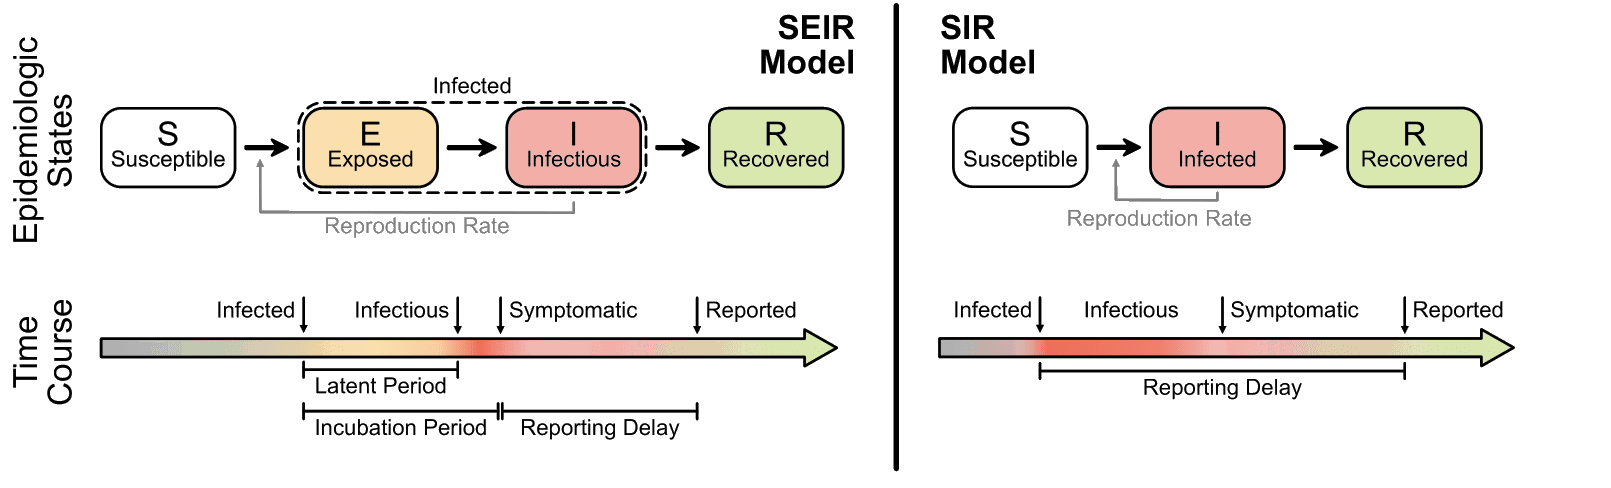 SEIR
Model
Epidemiologic
States
Infected
S
Susceptible
E
Exposed
I
Infectious
R
Recovered
Reproduction Rate
Time
Course
Infected
Infectious
Symptomatic
Reported
Latent Period
Incubation Period
Reporting Delay
SIR
Model
S
Susceptible
I
Infected
R
Recovered
Reproduction Rate
Infected
Infectious
Symptomatic
Reported
Reporting Delay